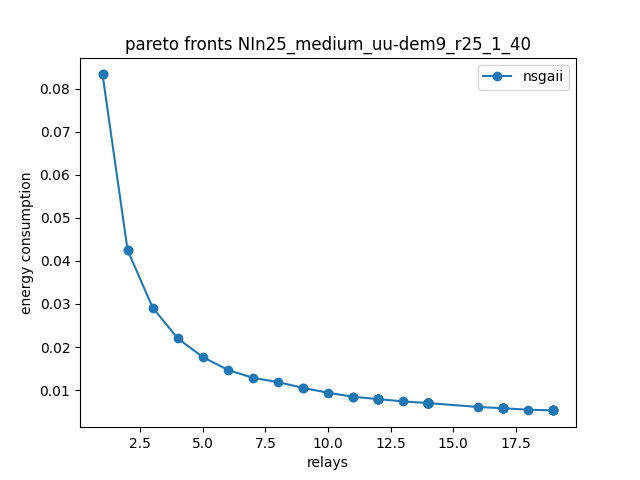 pareto fronts NIn25_medium_uu-dem9_r25_1_40
nsgaii
energy consumption
0.08
0.07
0.06
0.05
0.04
0.03
0.02
0.01
2.5 5.0 7.5 10.0 12.5 15.0 17.5
relays